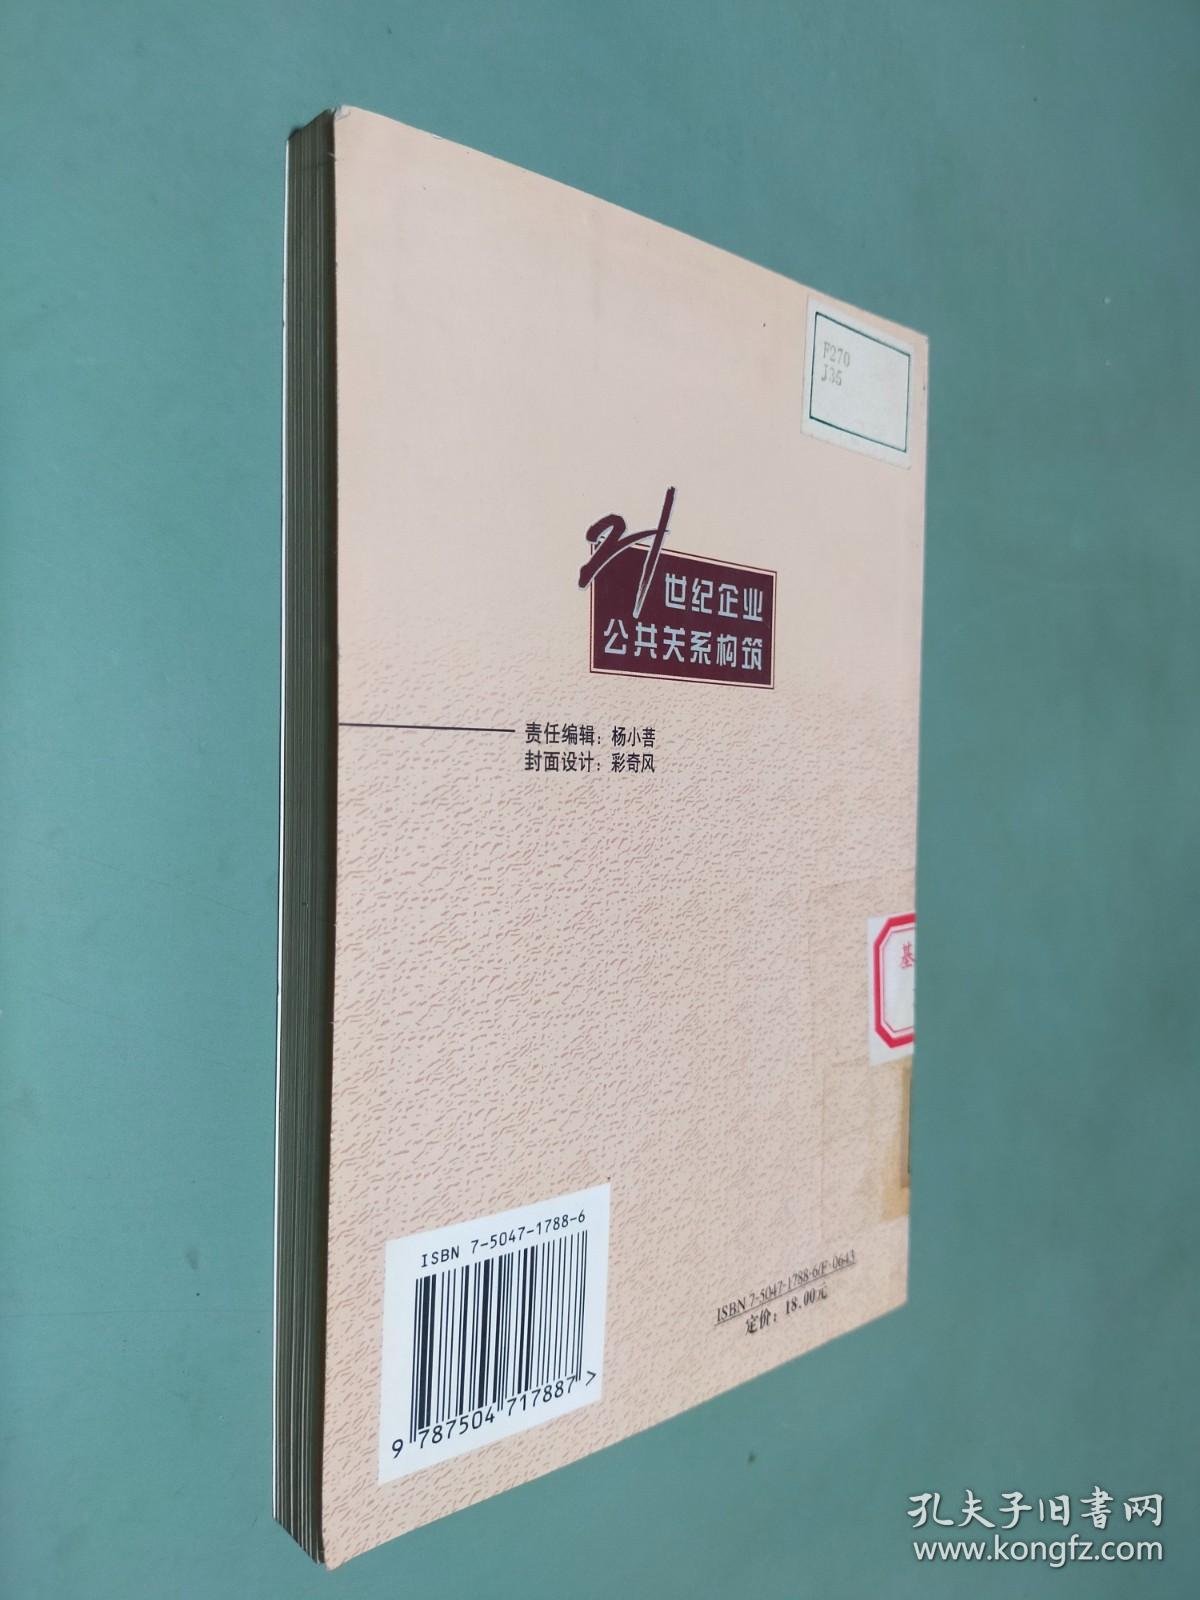 F270
J35
21
世纪企业
公共关系构筑
责任编辑：杨小菩
封面设计：彩奇风
基
ISBN 7-5047-1788-6
9 787504 717887 >
ISBN 7-5047-1788-6/F·0643
定价：18.00元
孔夫子旧书网
www.kongfz.com